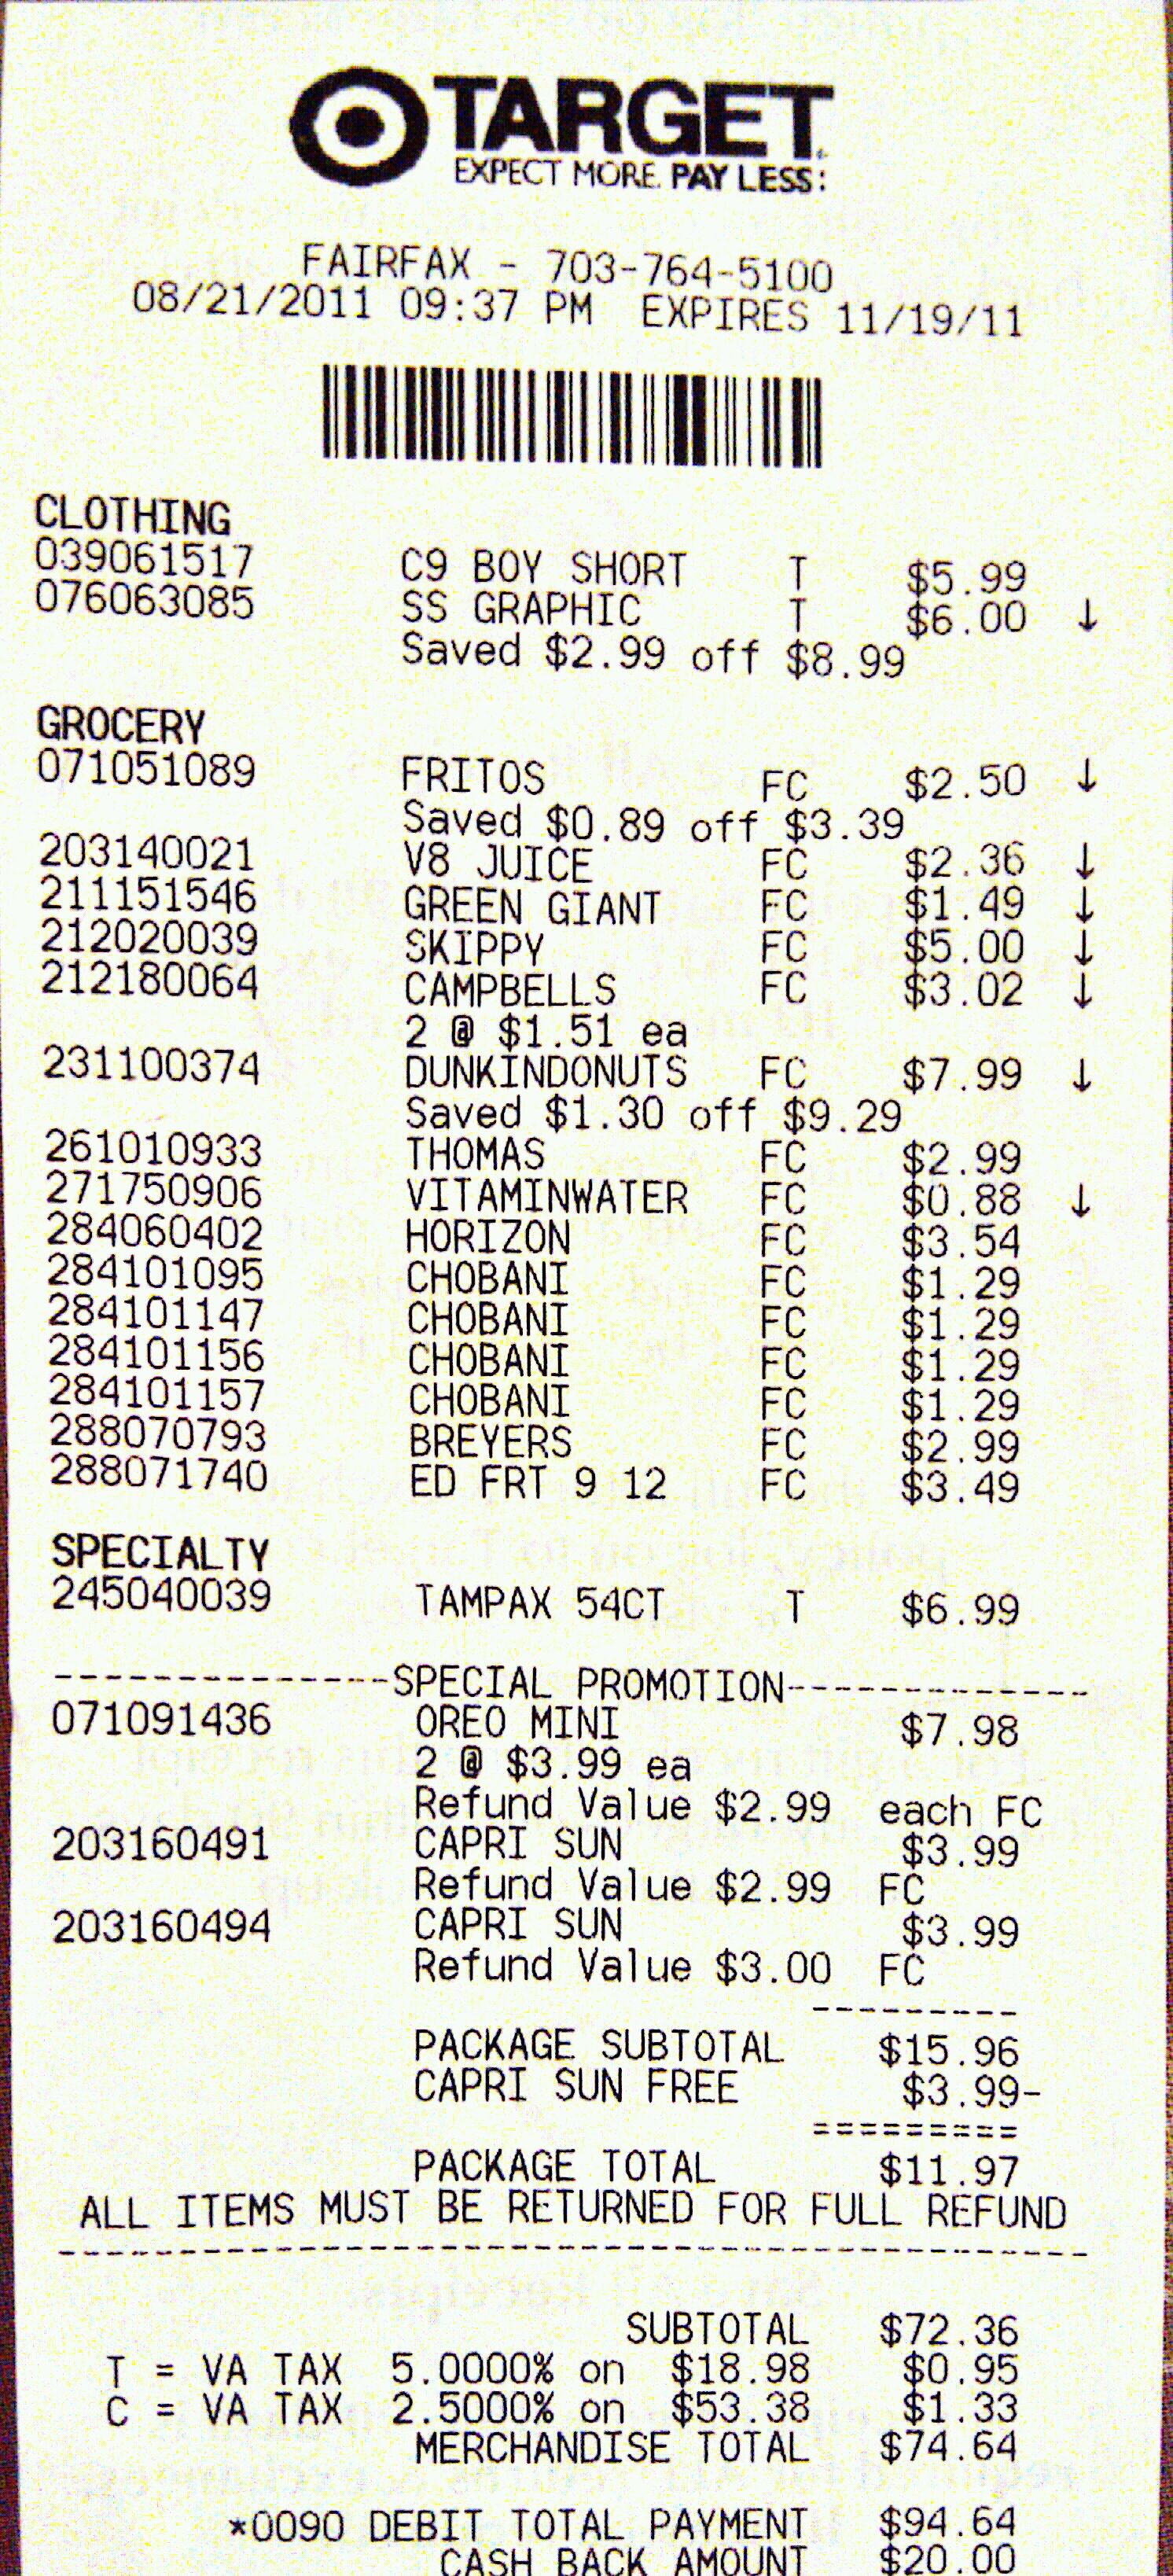 TARGET
EXPECT MORE. PAY LESS:
FAIRFAX - 703-764-5100
08/21/2011 09:37 PM EXPIRES 11/19/11
CLOTHING
039061517 C9 BOY SHORT T $5.99
076063085 SS GRAPHIC T $6.00 ↓
Saved $2.99 off $8.99
GROCERY
071051089 FRITOS FC $2.50 ↓
Saved $0.89 off $3.39
203140021 V8 JUICE FC $2.36 ↓
211151546 GREEN GIANT FC $1.49 ↓
212020039 SKIPPY FC $5.00 ↓
212180064 CAMPBELLS FC $3.02 ↓
2 @ $1.51 ea
231100374 DUNKINDONUTS FC $7.99 ↓
Saved $1.30 off $9.29
261010933 THOMAS FC $2.99
271750906 VITAMINWATER FC $0.88 ↓
284060402 HORIZON FC $3.54
284101095 CHOBANI FC $1.29
284101147 CHOBANI FC $1.29
284101156 CHOBANI FC $1.29
284101157 CHOBANI FC $1.29
288070793 BREYERS FC $2.99
288071740 ED FRT 9 12 FC $3.49
SPECIALTY
245040039 TAMPAX 54CT T $6.99
--------------SPECIAL PROMOTION-------------
071091436 OREO MINI $7.98
2 @ $3.99 ea
Refund Value $2.99 each FC
203160491 CAPRI SUN $3.99
Refund Value $2.99 FC
203160494 CAPRI SUN $3.99
Refund Value $3.00 FC
---------
PACKAGE SUBTOTAL $15.96
CAPRI SUN FREE $3.99-
=========
PACKAGE TOTAL $11.97
ALL ITEMS MUST BE RETURNED FOR FULL REFUND
--------------------------------------------
SUBTOTAL $72.36
T = VA TAX 5.0000% on $18.98 $0.95
C = VA TAX 2.5000% on $53.38 $1.33
MERCHANDISE TOTAL $74.64
*0090 DEBIT TOTAL PAYMENT $94.64
CASH BACK AMOUNT $20.00